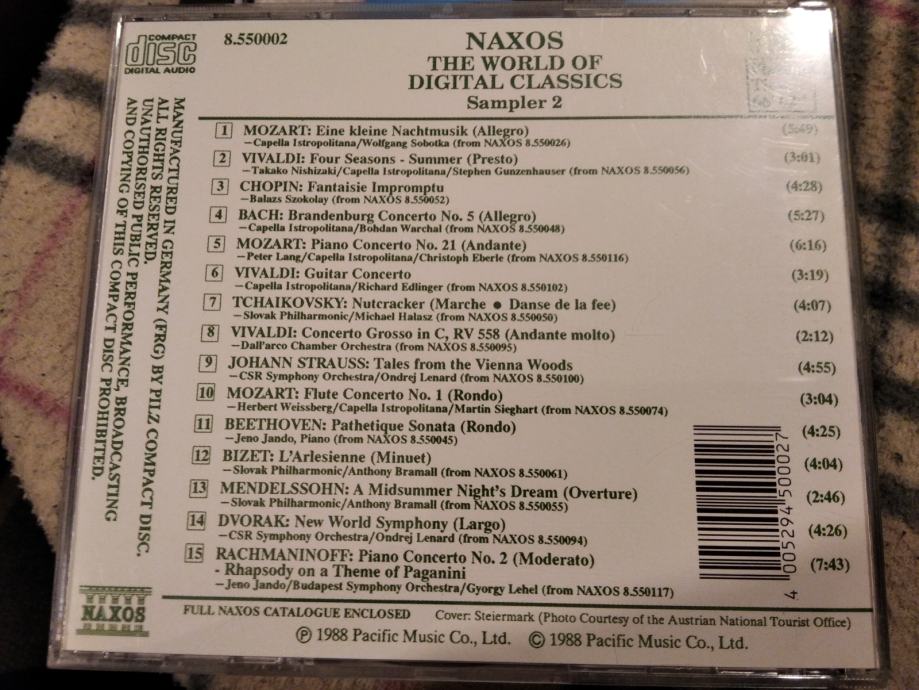 COMPACT
disc
DIGITAL AUDIO
8.550002
NAXOS
THE WORLD OF
DIGITAL CLASSICS
Sampler 2
1 MOZART: Eine kleine Nachtmusik (Allegro) (5:49)
—Capella Istropolitana/Wolfgang Sobotka (from NAXOS 8.550026)
2 VIVALDI: Four Seasons - Summer (Presto) (3:01)
—Takako Nishizaki/Capella Istropolitana/Stephen Gunzenhauser (from NAXOS 8.550056)
3 CHOPIN: Fantaisie Impromptu (4:28)
—Balazs Szokolay (from NAXOS 8.550052)
4 BACH: Brandenburg Concerto No. 5 (Allegro) (5:27)
—Capella Istropolitana/Bohdan Warchal (from NAXOS 8.550048)
5 MOZART: Piano Concerto No. 21 (Andante) (6:16)
—Peter Lang/Capella Istropolitana/Christoph Eberle (from NAXOS 8.550116)
6 VIVALDI: Guitar Concerto (3:19)
—Capella Istropolitana/Richard Edlinger (from NAXOS 8.550102)
7 TCHAIKOVSKY: Nutcracker (Marche ● Danse de la fee) (4:07)
—Slovak Philharmonic/Michael Halasz (from NAXOS 8.550050)
8 VIVALDI: Concerto Grosso in C, RV 558 (Andante molto) (2:12)
—Dall'arco Chamber Orchestra (from NAXOS 8.550095)
9 JOHANN STRAUSS: Tales from the Vienna Woods (4:55)
—CSR Symphony Orchestra/Ondrej Lenard (from NAXOS 8.550100)
10 MOZART: Flute Concerto No. 1 (Rondo) (3:04)
—Herbert Weissberg/Capella Istropolitana/Martin Sieghart (from NAXOS 8.550074)
11 BEETHOVEN: Pathetique Sonata (Rondo) (4:25)
—Jeno Jando, Piano (from NAXOS 8.550045)
12 BIZET: L'Arlesienne (Minuet) (4:04)
—Slovak Philharmonic/Anthony Bramall (from NAXOS 8.550061)
13 MENDELSSOHN: A Midsummer Night's Dream (Overture) (2:46)
—Slovak Philharmonic/Anthony Bramall (from NAXOS 8.550055)
14 DVORAK: New World Symphony (Largo) (4:26)
—CSR Symphony Orchestra/Ondrej Lenard (from NAXOS 8.550094)
15 RACHMANINOFF: Piano Concerto No. 2 (Moderato) (7:43)
- Rhapsody on a Theme of Paganini
—Jeno Jando/Budapest Symphony Orchestra/Gyorgy Lehel (from NAXOS 8.550117)
4 005294 500027
MANUFACTURED IN GERMANY (FRG) BY PILZ COMPACT DISC.
ALL RIGHTS RESERVED.
UNAUTHORISED PUBLIC PERFORMANCE, BROADCASTING
AND COPYING OF THIS COMPACT DISC PROHIBITED.
NAXOS
FULL NAXOS CATALOGUE ENCLOSED Cover: Steiermark (Photo Courtesy of the Austrian National Tourist Office)
Ⓟ 1988 Pacific Music Co., Ltd. © 1988 Pacific Music Co., Ltd.